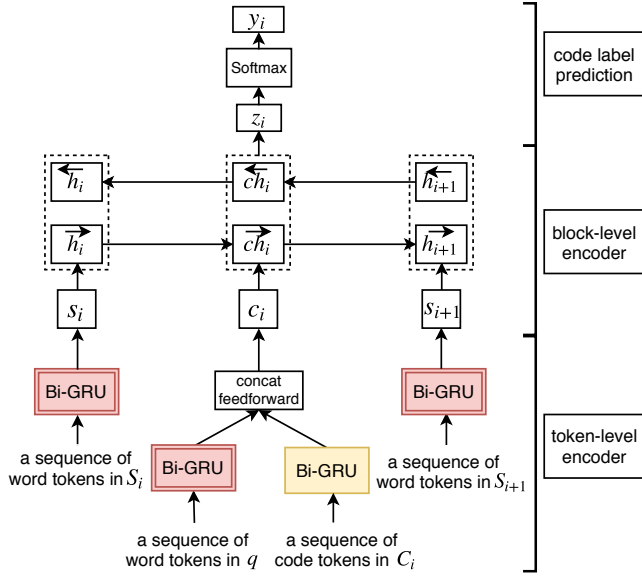 y_i
Softmax
z_i
code label
prediction
←h_i
←ch_i
←h_{i+1}
→h_i
→ch_i
→h_{i+1}
block-level
encoder
s_i
c_i
s_{i+1}
Bi-GRU
concat
feedforward
Bi-GRU
a sequence of
word tokens in S_i
Bi-GRU
Bi-GRU
a sequence of
word tokens in S_{i+1}
token-level
encoder
a sequence of
word tokens in q
a sequence of
code tokens in C_i